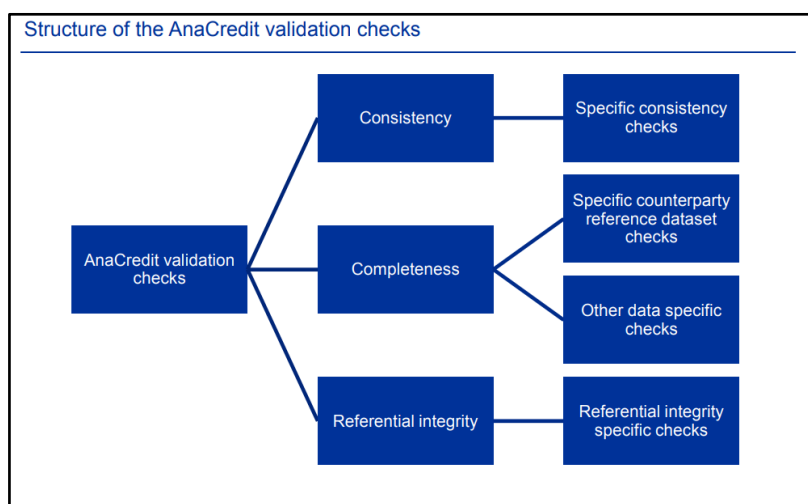 Structure of the AnaCredit validation checks
Consistency
Specific consistency
checks
Specific counterparty
reference dataset
checks
AnaCredit validation
checks
Completeness
Other data specific
checks
Referential integrity
Referential integrity
specific checks